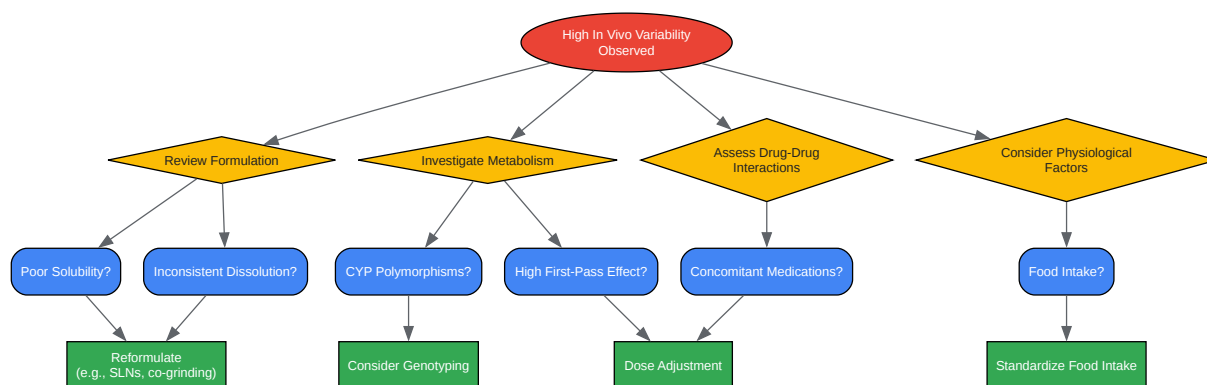 High In Vivo Variability
Observed
Review Formulation
Investigate Metabolism
Assess Drug-Drug
Interactions
Consider Physiological
Factors
Poor Solubility?
Inconsistent Dissolution?
CYP Polymorphisms?
High First-Pass Effect?
Concomitant Medications?
Food Intake?
Reformulate
(e.g., SLNs, co-grinding)
Consider Genotyping
Dose Adjustment
Standardize Food Intake